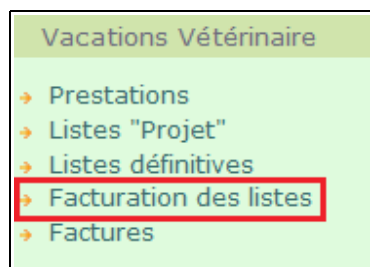 Vacations Vétérinaire
Prestations
Listes "Projet"
Listes définitives
Facturation des listes
Factures